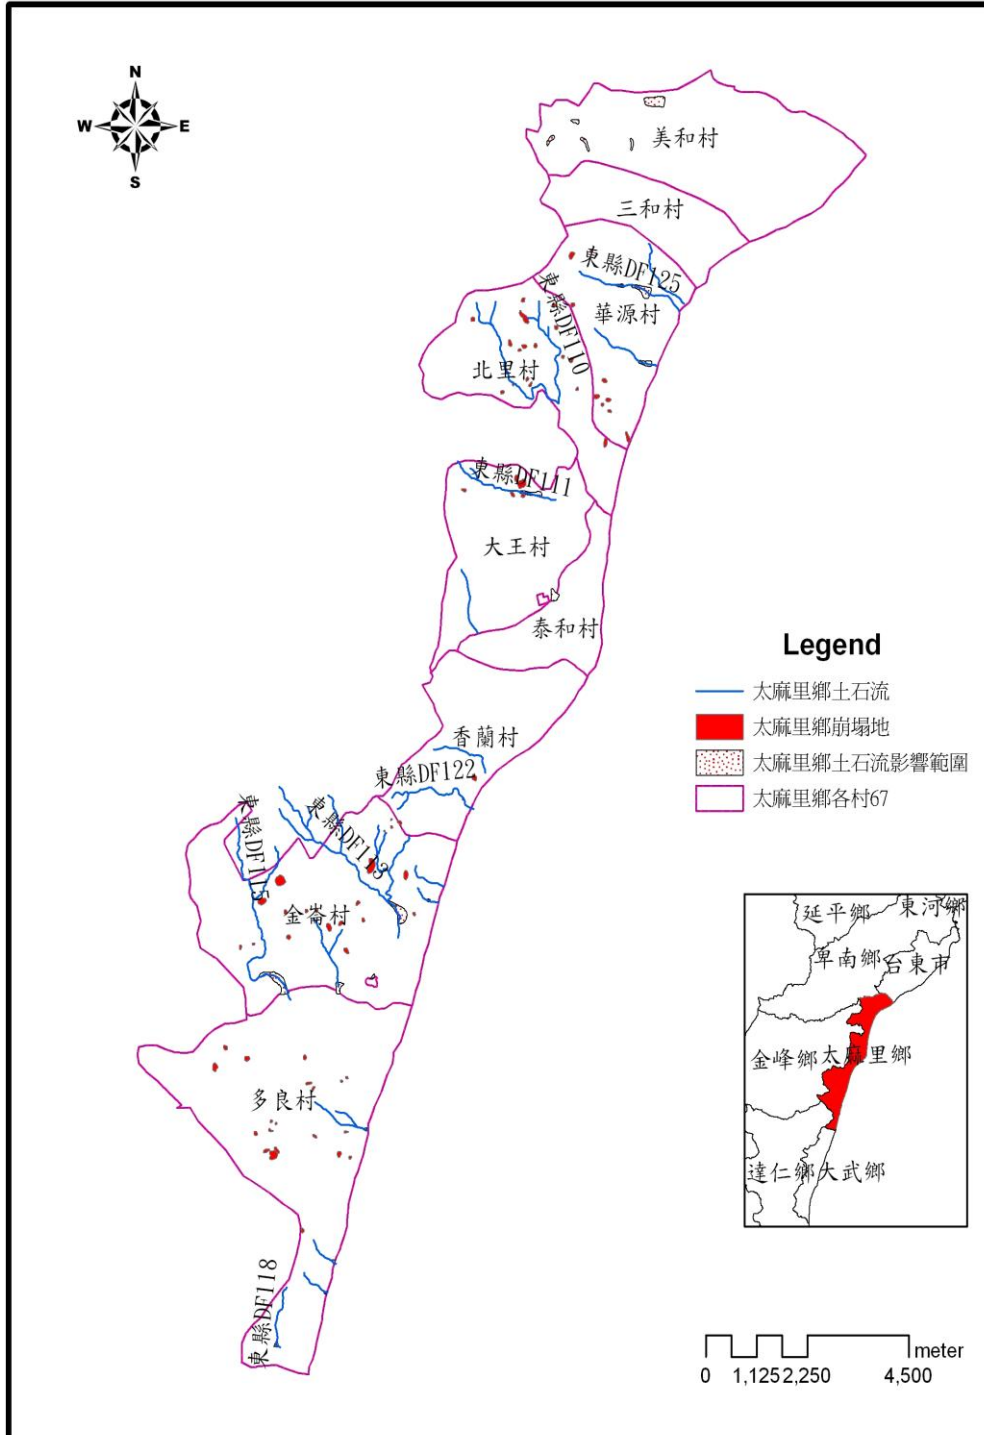 N
W
E
S
美和村
三和村
東縣DF125
東縣DF110
華源村
北里村
東縣DF111
大王村
泰和村
Legend
太麻里鄉土石流
太麻里鄉崩塌地
太麻里鄉土石流影響範圍
太麻里鄉各村67
香蘭村
東縣DF122
東縣DF113
東縣DF115
金崙村
延平鄉
東河鄉
卑南鄉
台東市
金峰鄉
太麻里鄉
達仁鄉
大武鄉
多良村
東縣DF118
meter
0
1,125
2,250
4,500